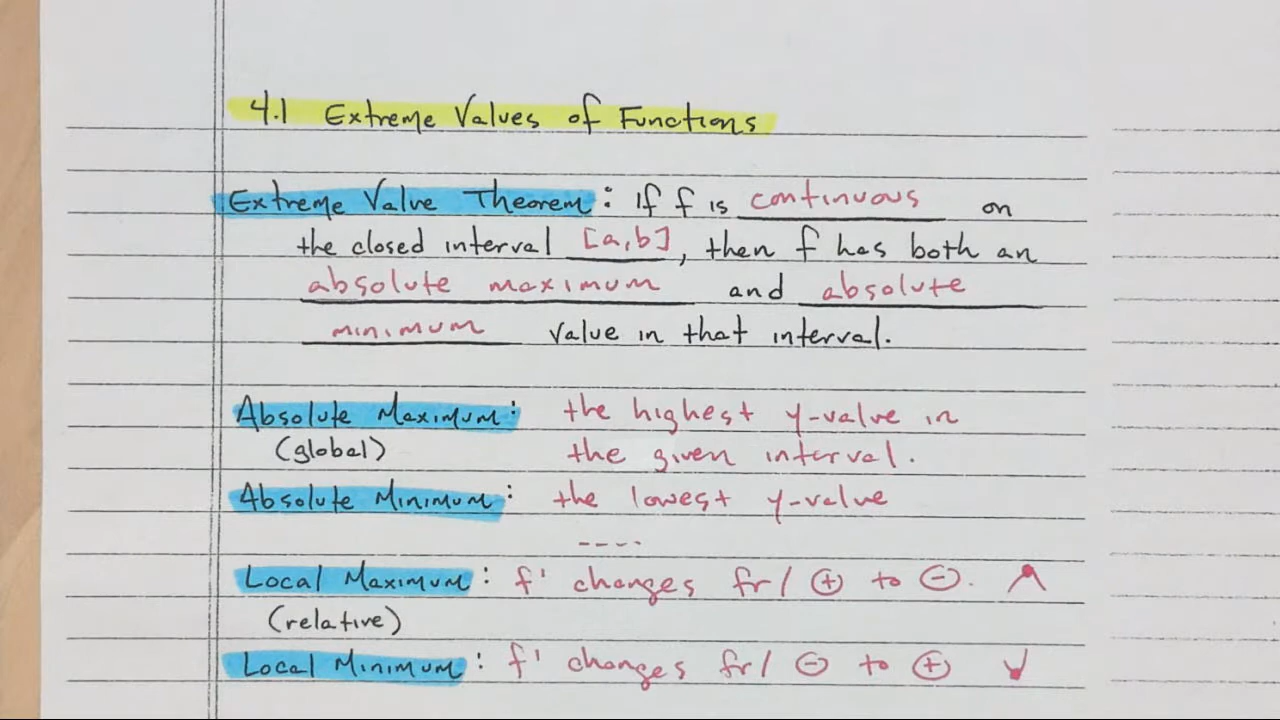 4.1 Extreme Values of Functions
Extreme Value Theorem: If f is continuous on
the closed interval [a,b], then f has both an
absolute maximum and absolute
minimum value in that interval.
Absolute Maximum: the highest y-value in
(global) the given interval.
Absolute Minimum: the lowest y-value
----.
Local Maximum: f' changes fr/ ⊕ to ⊖.
(relative)
Local Minimum: f' changes fr/ ⊖ to ⊕